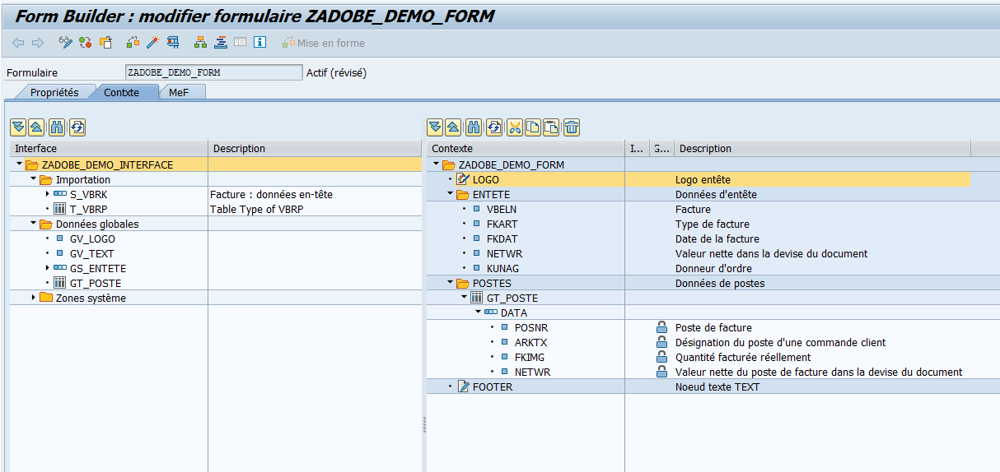 Form Builder : modifier formulaire ZADOBE_DEMO_FORM
Mise en forme
Formulaire ZADOBE_DEMO_FORM Actif (révisé)
Propriétés Contxte MeF
Interface Description
ZADOBE_DEMO_INTERFACE
Importation
S_VBRK Facture : données en-tête
T_VBRP Table Type of VBRP
Données globales
GV_LOGO
GV_TEXT
GS_ENTETE
GT_POSTE
Zones système
Contexte I... S... Description
ZADOBE_DEMO_FORM
LOGO Logo entête
ENTETE Données d'entête
VBELN Facture
FKART Type de facture
FKDAT Date de la facture
NETWR Valeur nette dans la devise du document
KUNAG Donneur d'ordre
POSTES Données de postes
GT_POSTE
DATA
POSNR Poste de facture
ARKTX Désignation du poste d'une commande client
FKIMG Quantité facturée réellement
NETWR Valeur nette du poste de facture dans la devise du document
FOOTER Noeud texte TEXT